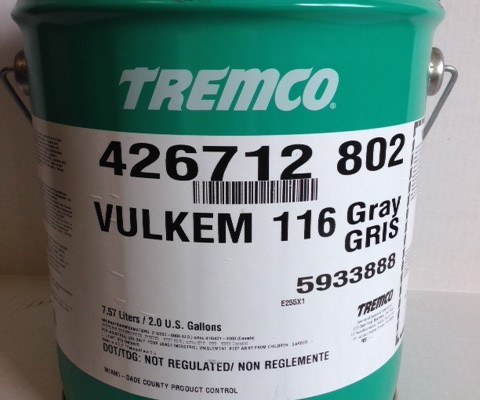 TREMCO
426712 802
VULKEM 116 Gray
GRIS
5933888
E255X1
7.57 Liters / 2.0 U.S. Gallons
TREMCO
DOT/TDG: NOT REGULATED/ NON REGLEMENTE
MIAMI - DADE COUNTY PRODUCT CONTROL